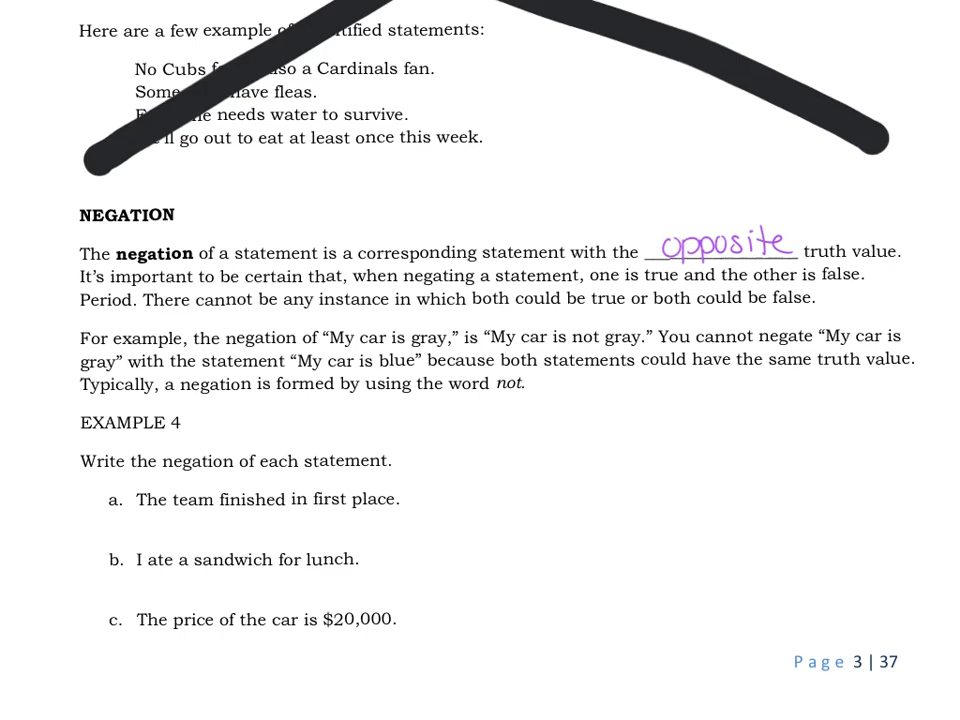 Here are a few example statements:
No Cubs a Cardinals fan.
Some have fleas.
needs water to survive.
go out to eat at least once this week.
NEGATION
The negation of a statement is a corresponding statement with the opposite truth value.
It’s important to be certain that, when negating a statement, one is true and the other is false.
Period. There cannot be any instance in which both could be true or both could be false.
For example, the negation of “My car is gray,” is “My car is not gray.” You cannot negate “My car is
gray” with the statement “My car is blue” because both statements could have the same truth value.
Typically, a negation is formed by using the word not.
EXAMPLE 4
Write the negation of each statement.
a. The team finished in first place.
b. I ate a sandwich for lunch.
c. The price of the car is $20,000.
Page 3 | 37